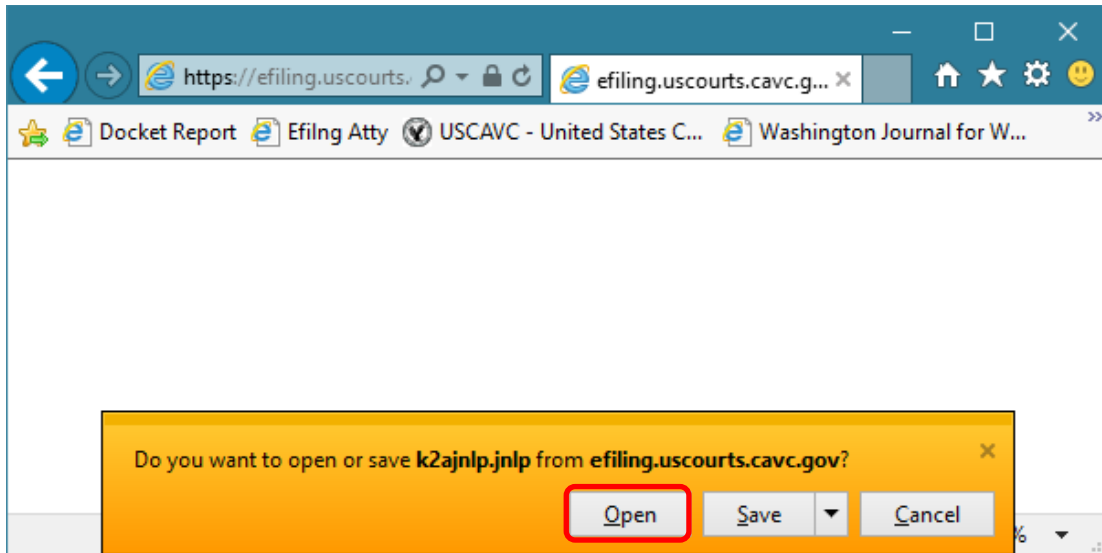 https://efiling.uscourts.
efiling.uscourts.cavc.g...
Docket Report Efilng Atty USCAVC - United States C... Washington Journal for W...
Do you want to open or save k2ajnlp.jnlp from efiling.uscourts.cavc.gov?
Open Save Cancel
%